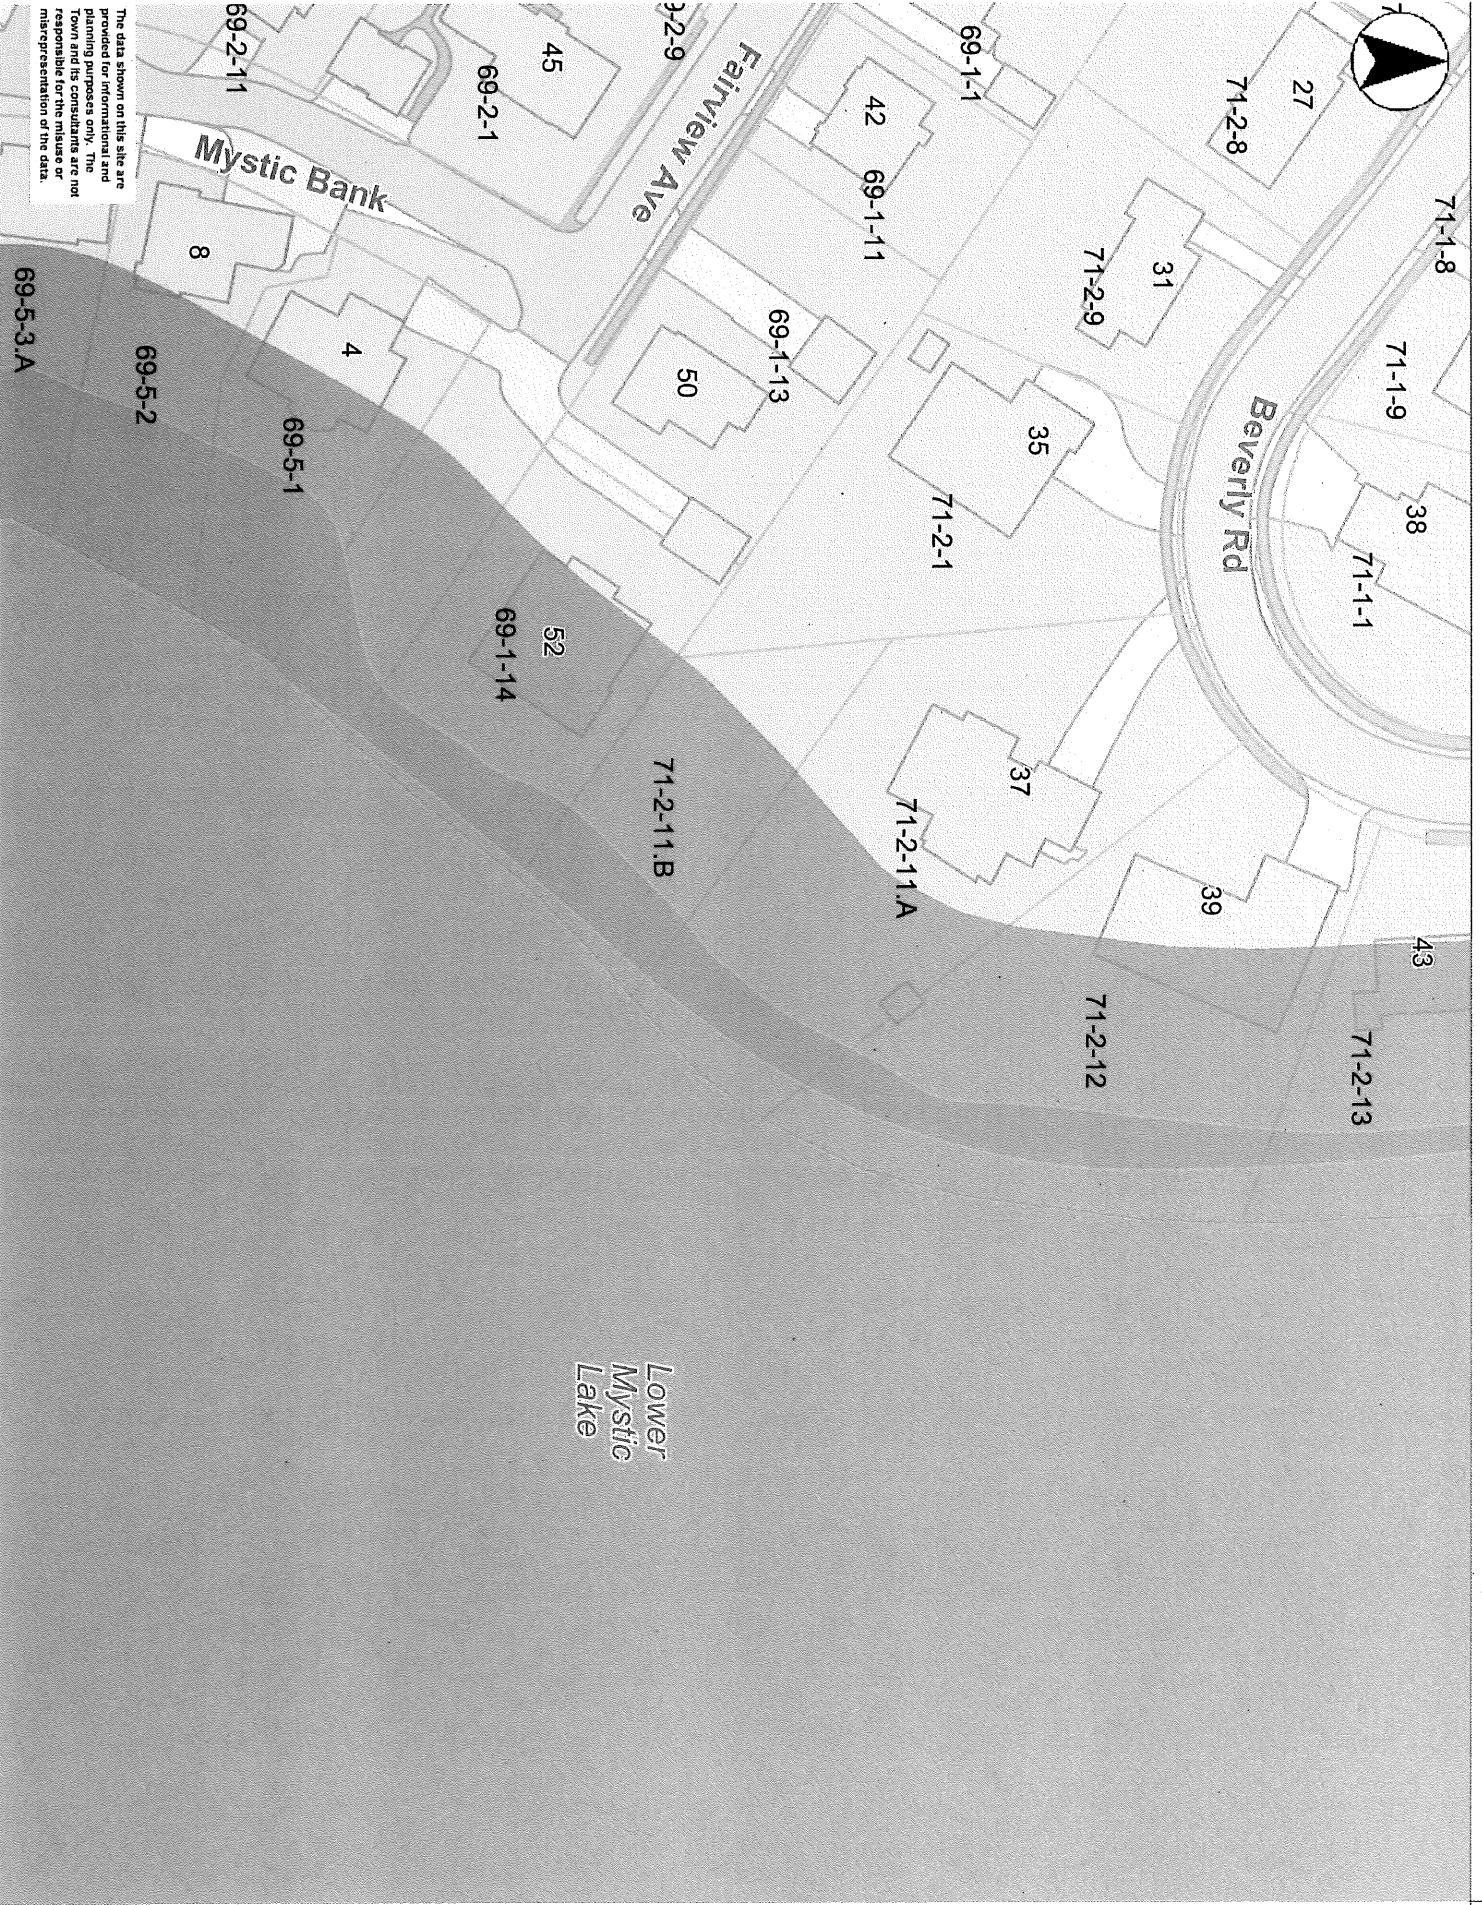 71-1-8
71-1-9
38
71-1-1
Beverly Rd
43
71-2-13
27
71-2-8
31
71-2-9
39
71-2-12
35
71-2-1
37
71-2-11.A
69-1-1
42
69-1-11
69-1-13
50
Fairview Ave
71-2-11.B
Lower
Mystic
Lake
45
69-2-1
52
69-1-14
Mystic Bank
69-2-11
8
4
69-5-1
69-5-2
69-5-3.A
The data shown on this site are
provided for informational and
planning purposes only. The
Town and its consultants are not
responsible for the misuse or
misrepresentation of the data.